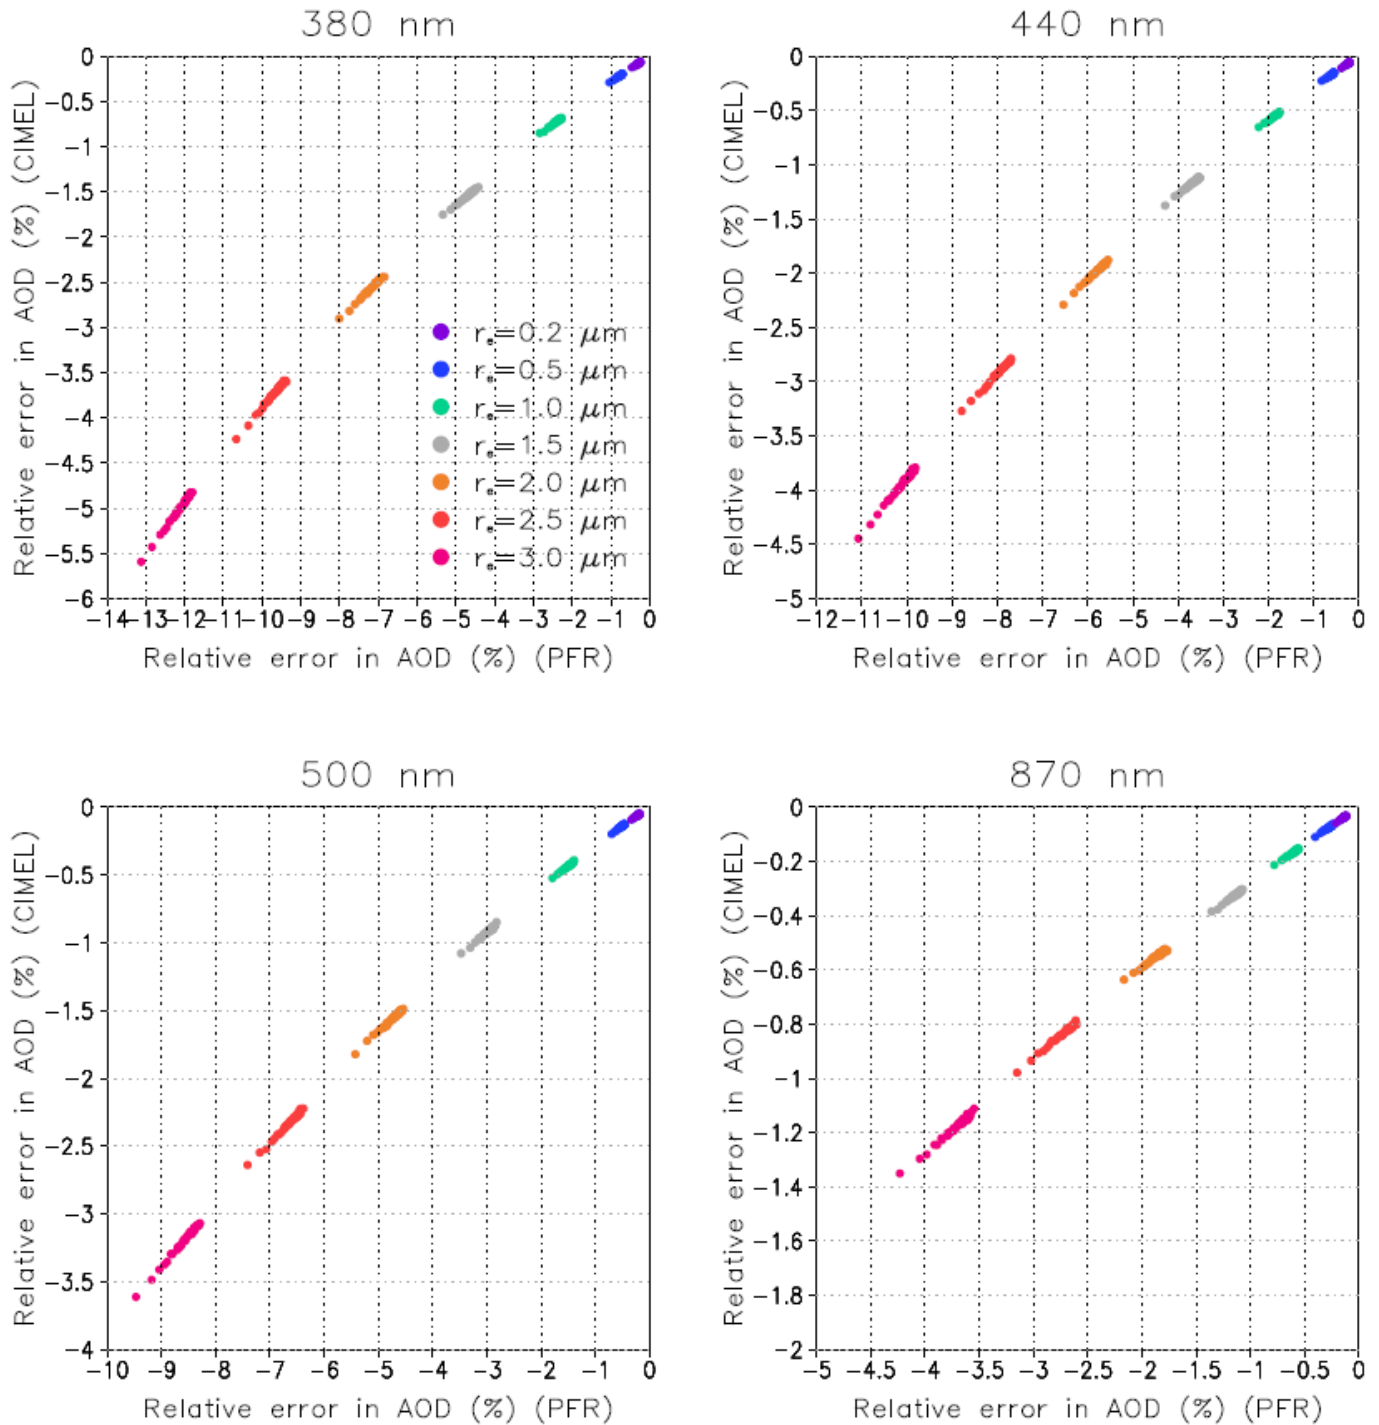 380 nm
Relative error in AOD (%) (CIMEL)
0
-0.5
-1
-1.5
-2
-2.5
-3
-3.5
-4
-4.5
-5
-5.5
-6
rₑ=0.2 μm
rₑ=0.5 μm
rₑ=1.0 μm
rₑ=1.5 μm
rₑ=2.0 μm
rₑ=2.5 μm
rₑ=3.0 μm
-14 -13 -12 -11 -10 -9 -8 -7 -6 -5 -4 -3 -2 -1 0
Relative error in AOD (%) (PFR)
440 nm
Relative error in AOD (%) (CIMEL)
0
-0.5
-1
-1.5
-2
-2.5
-3
-3.5
-4
-4.5
-5
-12 -11 -10 -9 -8 -7 -6 -5 -4 -3 -2 -1 0
Relative error in AOD (%) (PFR)
500 nm
Relative error in AOD (%) (CIMEL)
0
-0.5
-1
-1.5
-2
-2.5
-3
-3.5
-4
-10 -9 -8 -7 -6 -5 -4 -3 -2 -1 0
Relative error in AOD (%) (PFR)
870 nm
Relative error in AOD (%) (CIMEL)
0
-0.2
-0.4
-0.6
-0.8
-1
-1.2
-1.4
-1.6
-1.8
-2
-5 -4.5 -4 -3.5 -3 -2.5 -2 -1.5 -1 -0.5 0
Relative error in AOD (%) (PFR)